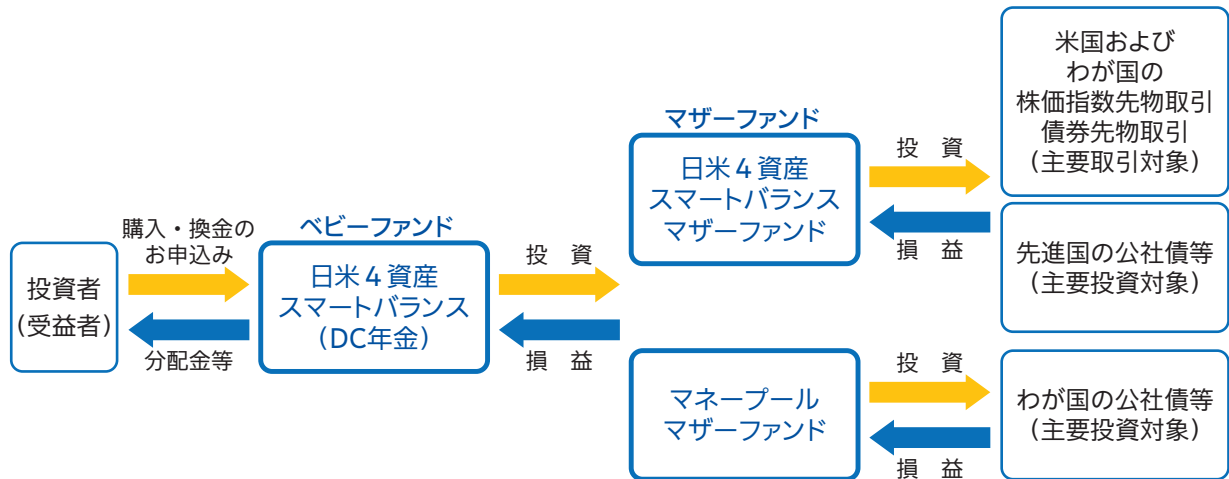 投資者
(受益者)
購入・換金の
お申込み
分配金等
ベビーファンド
日米4資産
スマートバランス
(DC年金)
投 資
損 益
マザーファンド
日米4資産
スマートバランス
マザーファンド
マネープール
マザーファンド
投 資
損 益
投 資
損 益
米国および
わが国の
株価指数先物取引
債券先物取引
(主要取引対象)
先進国の公社債等
(主要投資対象)
わが国の公社債等
(主要投資対象)